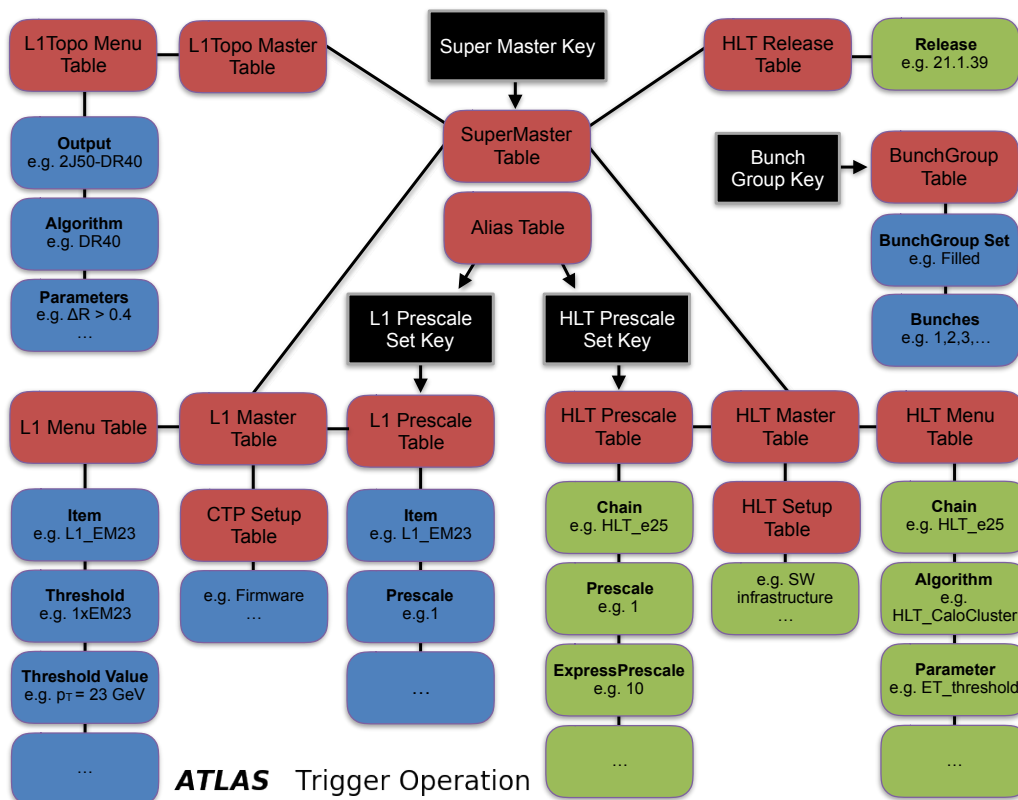 L1Topo Menu
Table
L1Topo Master
Table
Super Master Key
HLT Release
Table
Release
e.g. 21.1.39
Output
e.g. 2J50-DR40
Algorithm
e.g. DR40
Parameters
e.g. ΔR > 0.4
…
SuperMaster
Table
Alias Table
Bunch
Group Key
BunchGroup
Table
BunchGroup Set
e.g. Filled
Bunches
e.g. 1,2,3,…
L1 Prescale
Set Key
HLT Prescale
Set Key
L1 Menu Table
L1 Master
Table
L1 Prescale
Table
HLT Prescale
Table
HLT Master
Table
HLT Menu
Table
Item
e.g. L1_EM23
Threshold
e.g. 1xEM23
Threshold Value
e.g. pT = 23 GeV
…
CTP Setup
Table
e.g. Firmware
…
Item
e.g. L1_EM23
Prescale
e.g.1
…
Chain
e.g. HLT_e25
Prescale
e.g. 1
ExpressPrescale
e.g. 10
…
HLT Setup
Table
e.g. SW
infrastructure
…
Chain
e.g. HLT_e25
Algorithm
e.g.
HLT_CaloCluster
Parameter
e.g. ET_threshold
…
ATLAS Trigger Operation